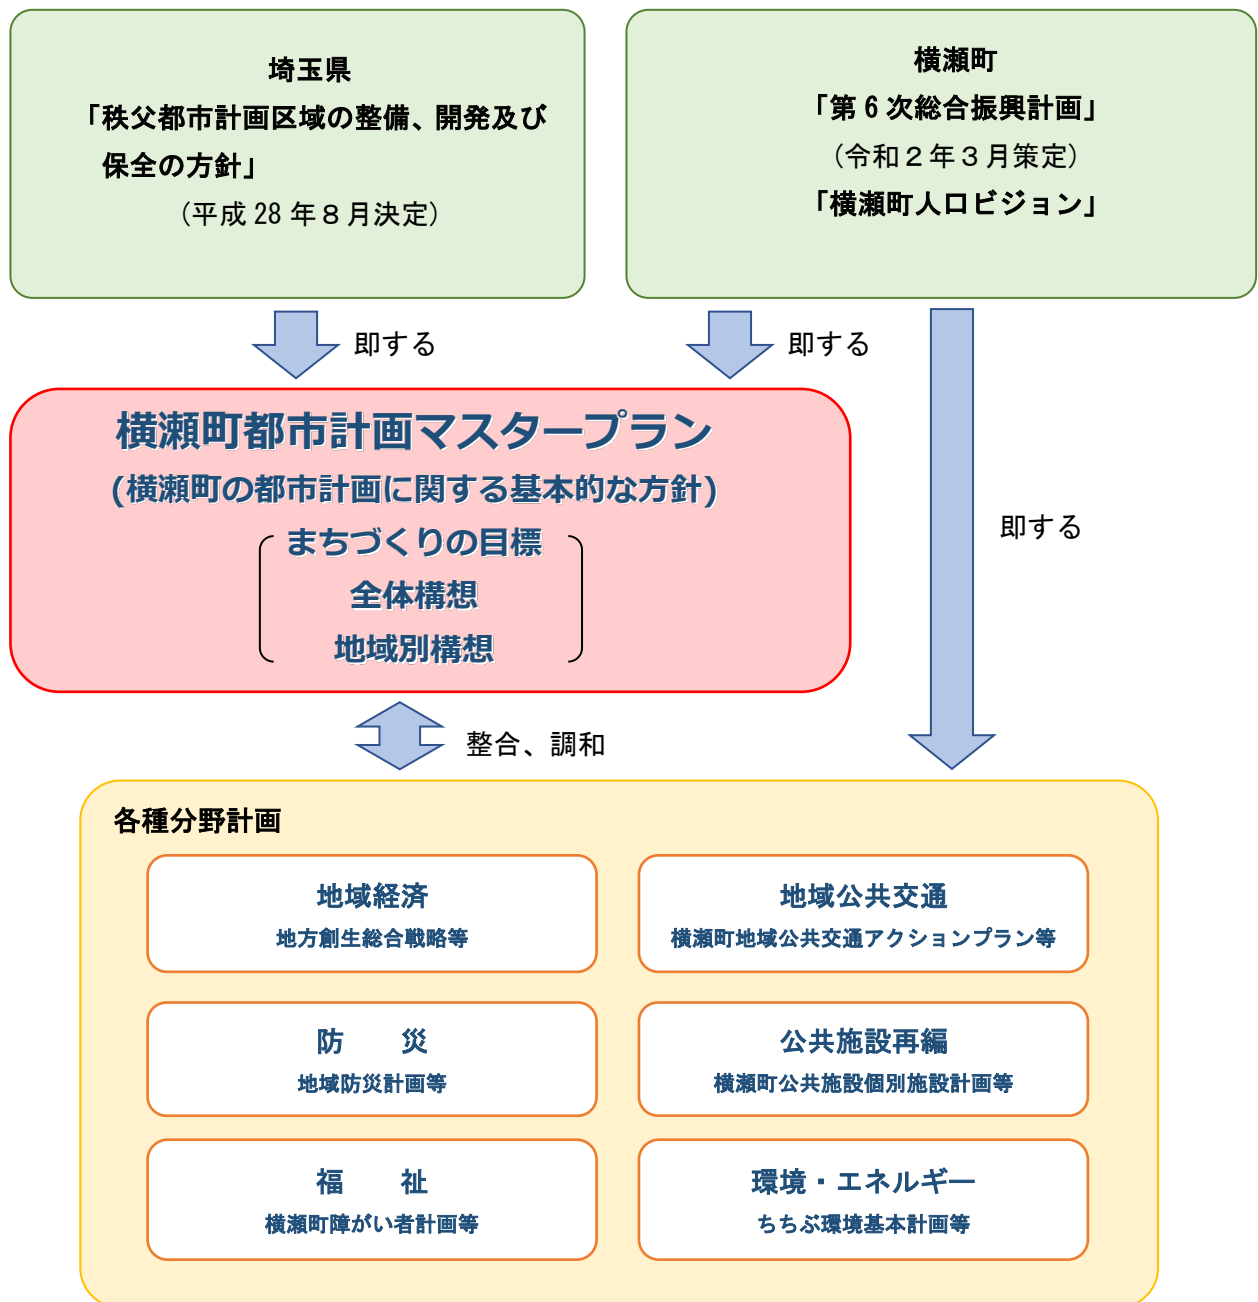 埼玉県
「秩父都市計画区域の整備、開発及び
保全の方針」
(平成 28 年８月決定)
横瀬町
「第 6 次総合振興計画」
(令和２年３月策定)
「横瀬町人口ビジョン」
即する
即する
横瀬町都市計画マスタープラン
(横瀬町の都市計画に関する基本的な方針)
まちづくりの目標
全体構想
地域別構想
即する
整合、調和
各種分野計画
地域経済
地方創生総合戦略等
地域公共交通
横瀬町地域公共交通アクションプラン等
防　　災
地域防災計画等
公共施設再編
横瀬町公共施設個別施設計画等
福　　祉
横瀬町障がい者計画等
環境・エネルギー
ちちぶ環境基本計画等